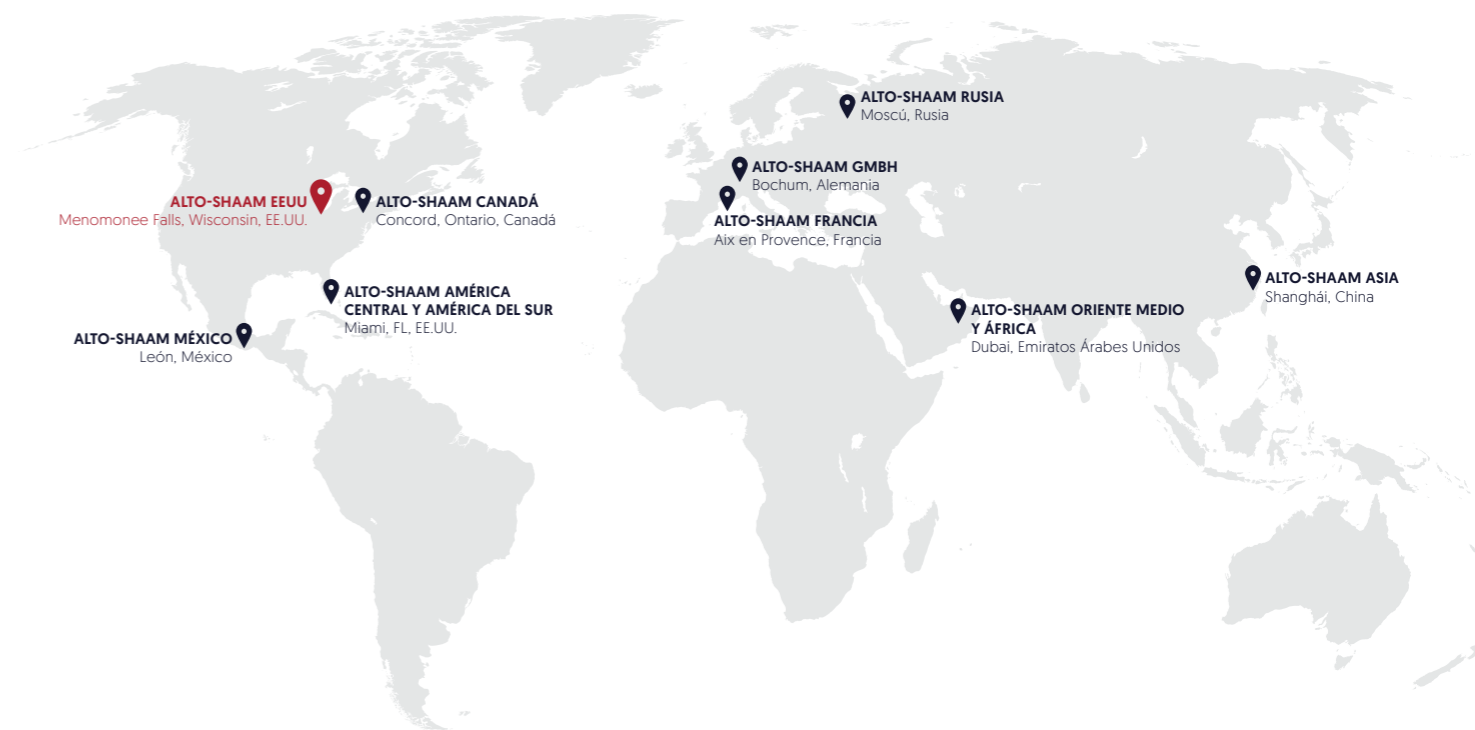 ALTO-SHAAM RUSIA
Moscú, Rusia
ALTO-SHAAM GMBH
Bochum, Alemania
ALTO-SHAAM EEUU
Menomonee Falls, Wisconsin, EE.UU.
ALTO-SHAAM CANADÁ
Concord, Ontario, Canadá
ALTO-SHAAM FRANCIA
Aix en Provence, Francia
ALTO-SHAAM AMÉRICA
CENTRAL Y AMÉRICA DEL SUR
Miami, FL, EE.UU.
ALTO-SHAAM ASIA
Shanghái, China
ALTO-SHAAM ORIENTE MEDIO
Y ÁFRICA
Dubai, Emiratos Árabes Unidos
ALTO-SHAAM MÉXICO
León, México